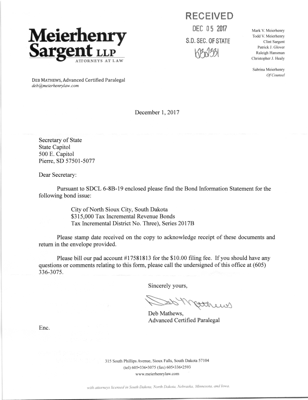 Meierhenry
Sargent LLP
ATTORNEYS AT LAW
RECEIVED
DEC 05 2017
S.D. SEC. OF STATE
Mark V. Meierhenry
Todd V. Meierhenry
Clint Sargent
Patrick J. Glover
Raleigh Hansman
Christopher J. Healy
Sabrina Meierhenry
Of Counsel
Deb Mathews, Advanced Certified Paralegal
deb@meierhenrylaw.com
December 1, 2017
Secretary of State
State Capitol
500 E. Capitol
Pierre, SD 57501-5077
Dear Secretary:
Pursuant to SDCL 6-8B-19 enclosed please find the Bond Information Statement for the
following bond issue:
City of North Sioux City, South Dakota
$315,000 Tax Incremental Revenue Bonds
Tax Incremental District No. Three), Series 2017B
Please stamp date received on the copy to acknowledge receipt of these documents and
return in the envelope provided.
Please bill our pad account #17581813 for the $10.00 filing fee. If you should have any
questions or comments relating to this form, please call the undersigned of this office at (605)
336-3075.
Sincerely yours,
Deb Mathews
Deb Mathews,
Advanced Certified Paralegal
Enc.
315 South Phillips Avenue, Sioux Falls, South Dakota 57104
(tel) 605•336•3075 (fax) 605•336•2593
www.meierhenrylaw.com
with attorneys licensed in South Dakota, North Dakota, Nebraska, Minnesota, and Iowa